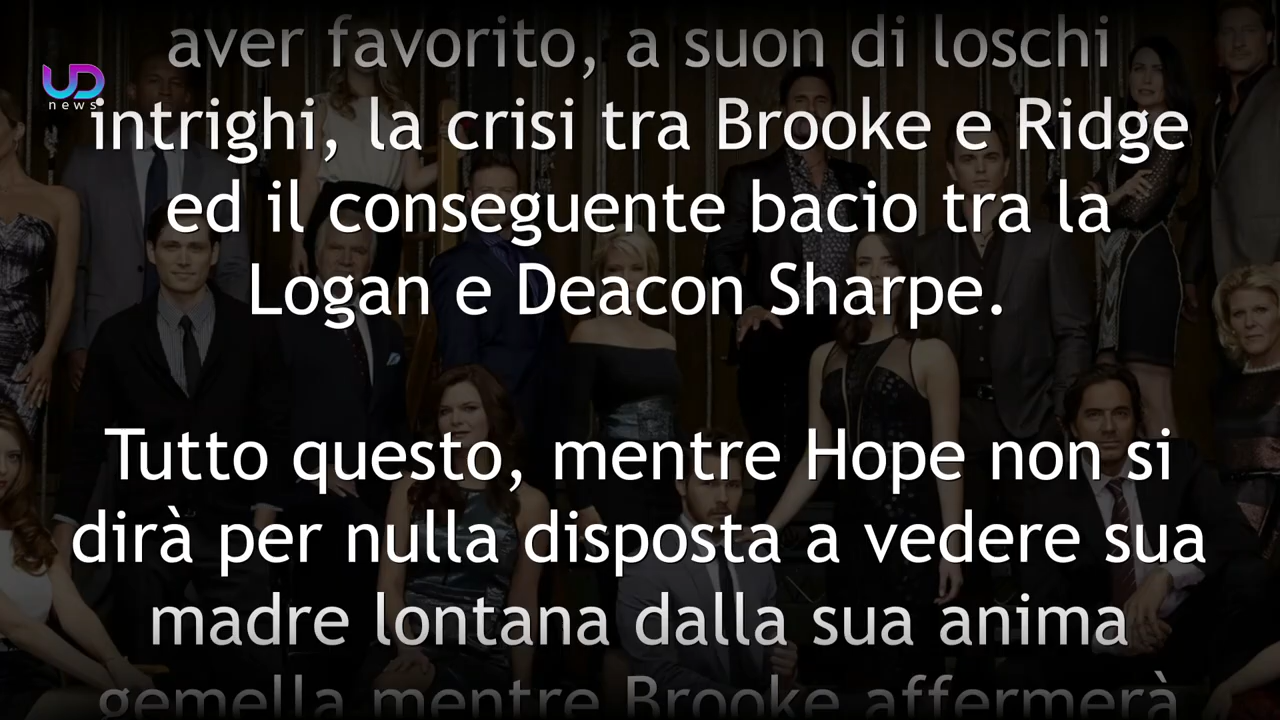 aver favorito, a suon di loschi
UD
news
intrighi, la crisi tra Brooke e Ridge
ed il conseguente bacio tra la
Logan e Deacon Sharpe.
Tutto questo, mentre Hope non si
dirà per nulla disposta a vedere sua
madre lontana dalla sua anima
gemella mentre Brooke affermerà